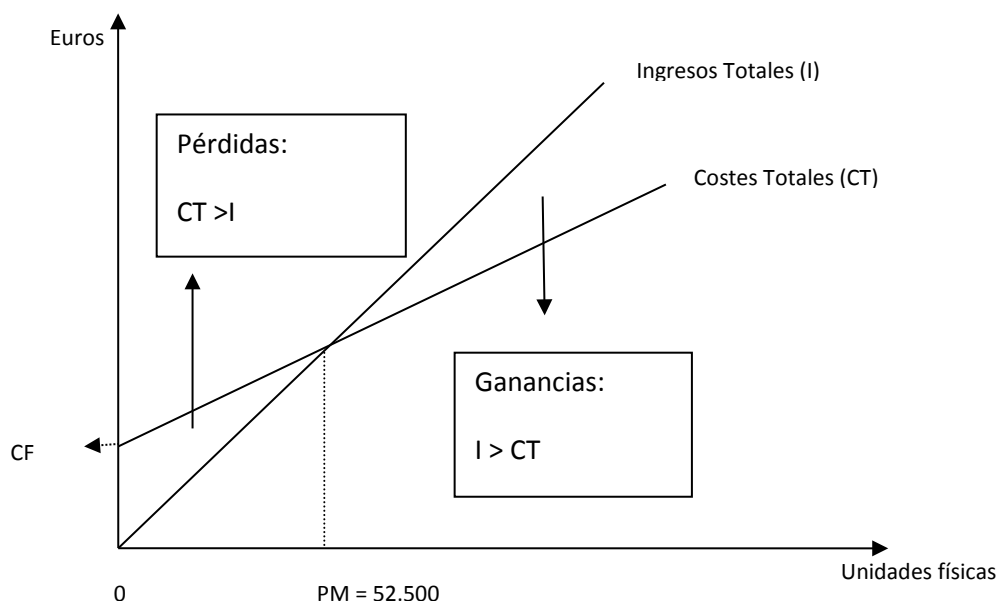 Euros
Ingresos Totales (I)
Pérdidas:
CT >I
Costes Totales (CT)
Ganancias:
I > CT
CF
Unidades físicas
0 PM = 52.500